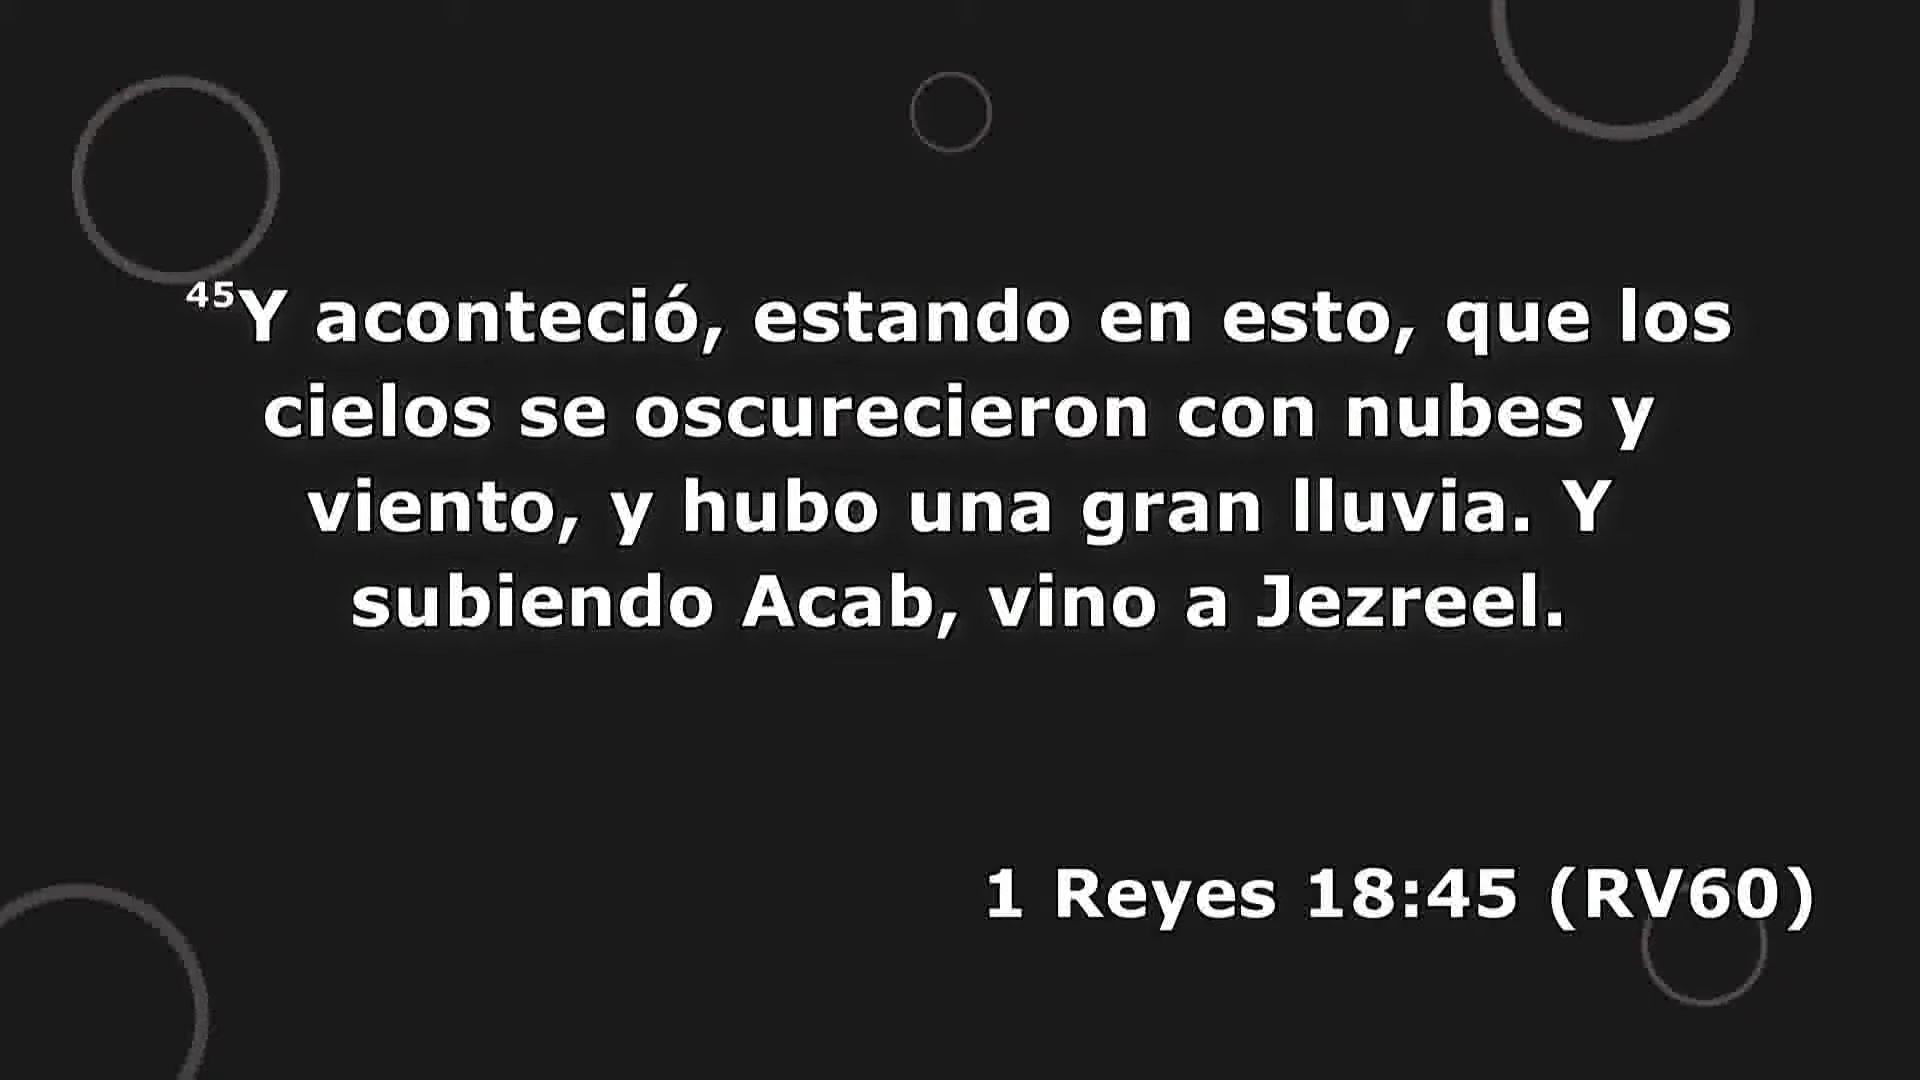 ⁴⁵Y aconteció, estando en esto, que los
cielos se oscurecieron con nubes y
viento, y hubo una gran lluvia. Y
subiendo Acab, vino a Jezreel.
1 Reyes 18:45 (RV60)